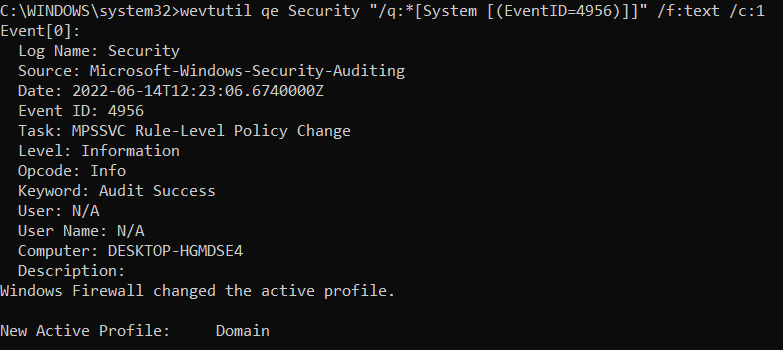 C:\WINDOWS\system32>wevtutil qe Security "/q:*[System [(EventID=4956)]]" /f:text /c:1
Event[0]:
  Log Name: Security
  Source: Microsoft-Windows-Security-Auditing
  Date: 2022-06-14T12:23:06.6740000Z
  Event ID: 4956
  Task: MPSSVC Rule-Level Policy Change
  Level: Information
  Opcode: Info
  Keyword: Audit Success
  User: N/A
  User Name: N/A
  Computer: DESKTOP-HGMDSE4
  Description:
Windows Firewall changed the active profile.

New Active Profile:     Domain